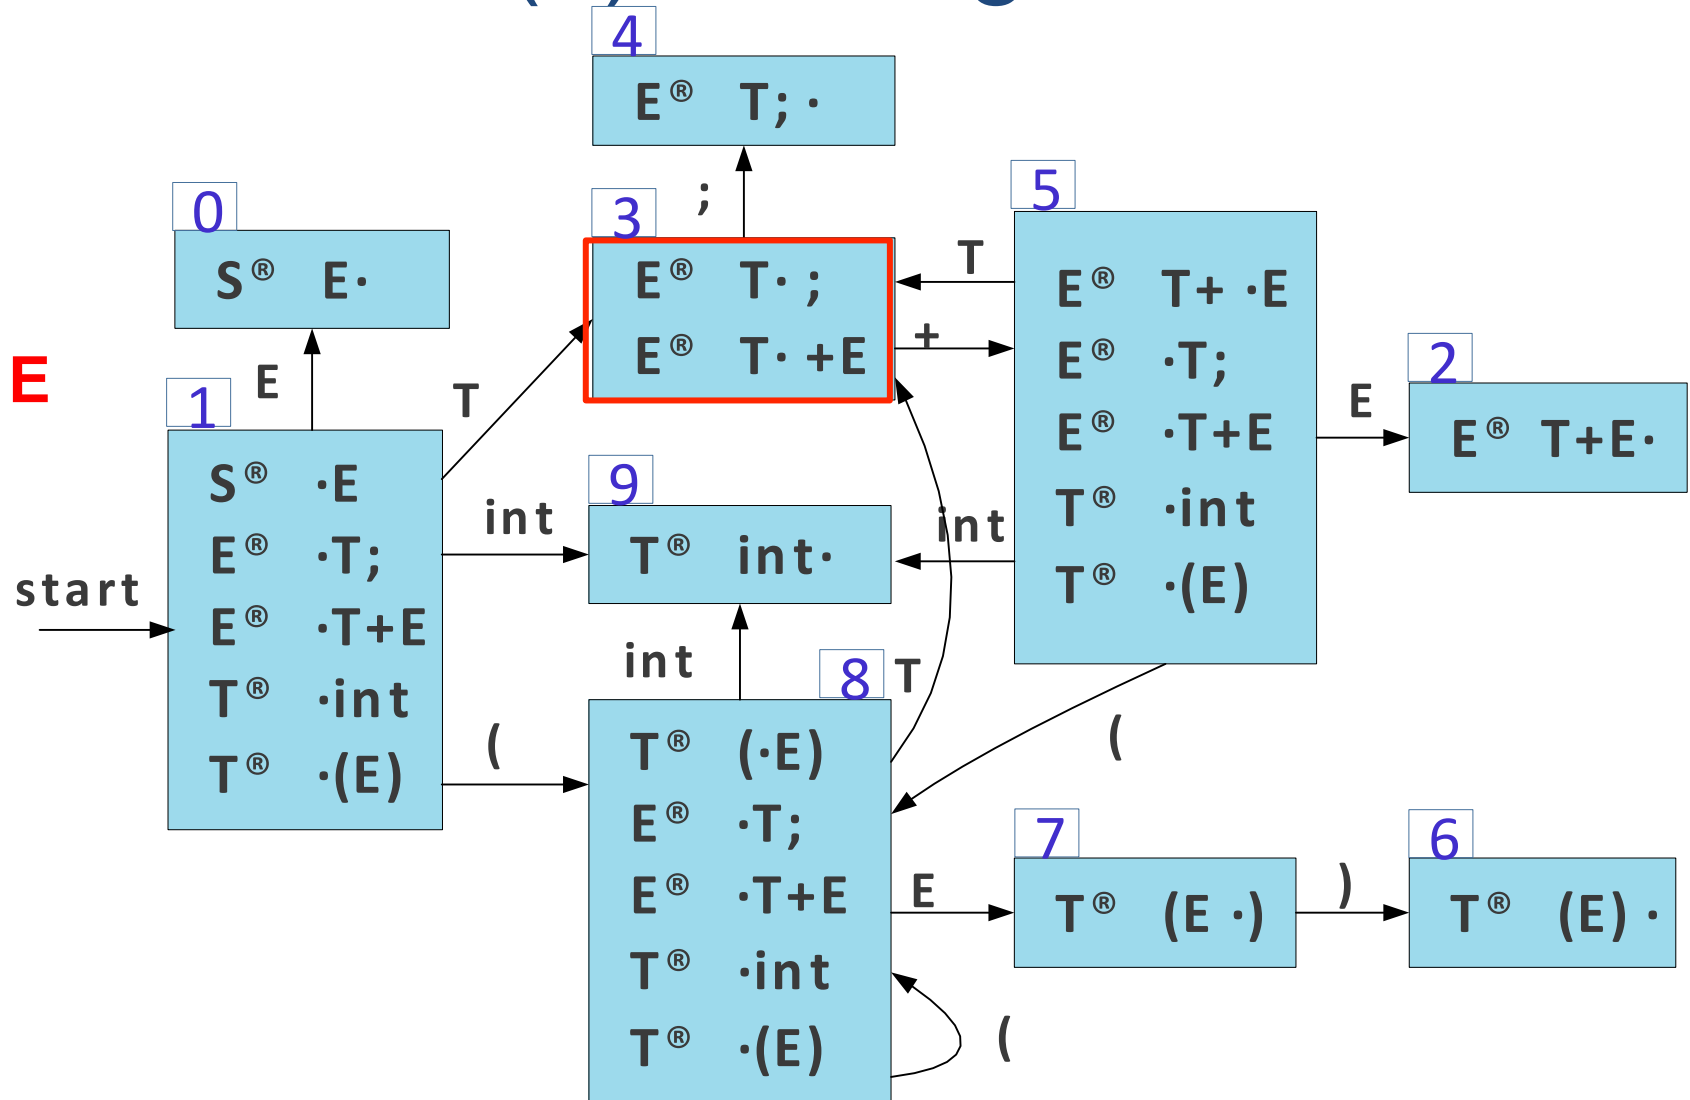 4
E® T;·
;
0
S® E·
3
E® T·;
E® T·+E
T
+
5
E® T+ ·E
E® ·T;
E® ·T+E
T® ·int
T® ·(E)
E
2
E® T+E·
E
E
T
1
S® ·E
E® ·T;
E® ·T+E
T® ·int
T® ·(E)
start
int
9
T® int·
int
int
(
8
T
T® (·E)
E® ·T;
E® ·T+E
T® ·int
T® ·(E)
(
E
7
T® (E ·)
)
6
T® (E) ·
(